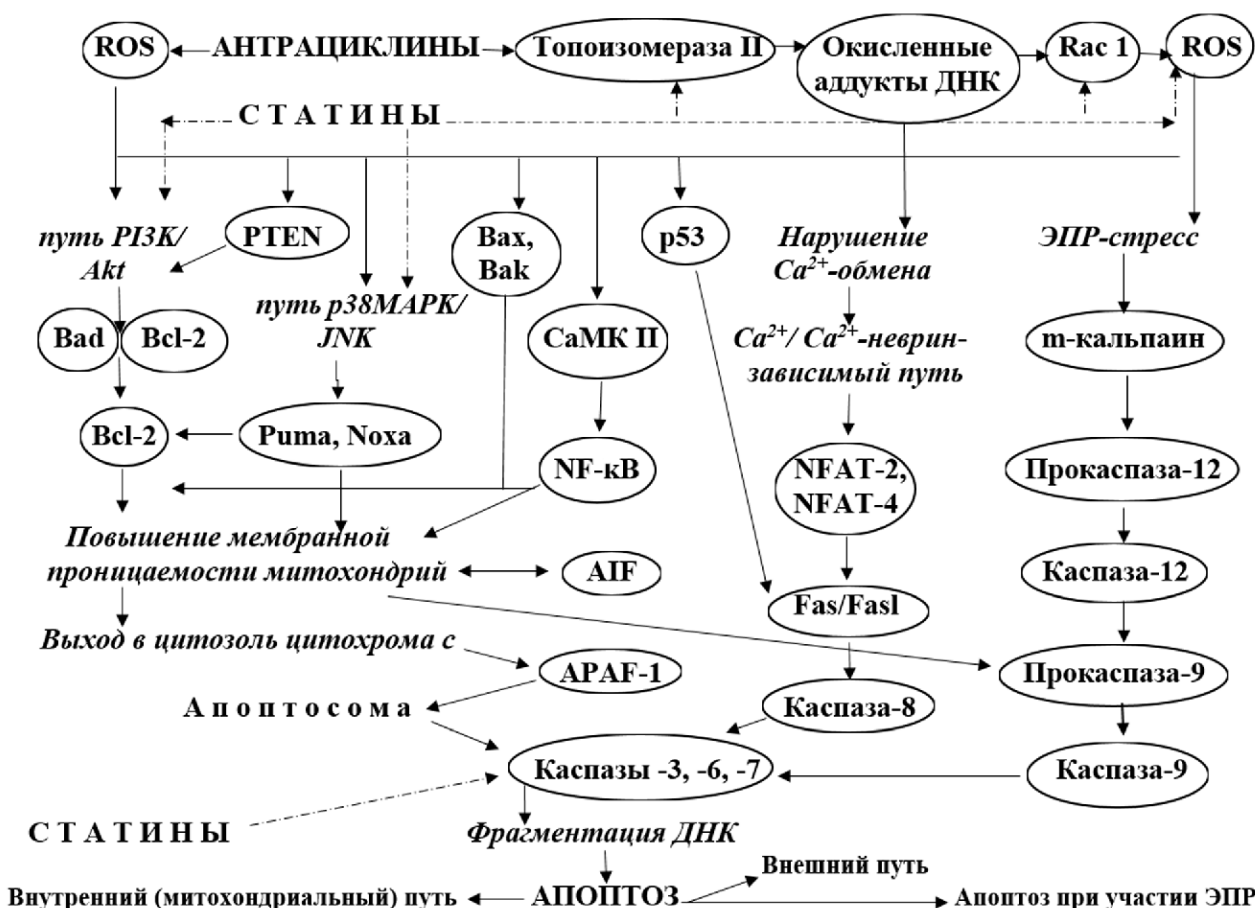 ROS
АНТРАЦИКЛИНЫ
Топоизомераза II
Окисленные
аддукты ДНК
Rac 1
ROS
С Т А Т И Н Ы
путь PI3K/
Akt
PTEN
Bax,
Bak
p53
Нарушение
Ca²⁺-обмена
ЭПР-стресс
путь p38MAPK/
JNK
Bad
Bcl-2
СаМК II
Ca²⁺/ Ca²⁺-неврин-
зависимый путь
m-кальпаин
Bcl-2
Puma, Noxa
NF-κB
NFAT-2,
NFAT-4
Прокаспаза-12
Повышение мембранной
проницаемости митохондрий
AIF
Каспаза-12
Fas/Fasl
Выход в цитозоль цитохрома с
APAF-1
Прокаспаза-9
А п о п т о с о м а
Каспаза-8
Каспазы -3, -6, -7
Каспаза-9
С Т А Т И Н Ы
Фрагментация ДНК
Внешний путь
Внутренний (митохондриальный) путь
АПОПТОЗ
Апоптоз при участии ЭПР